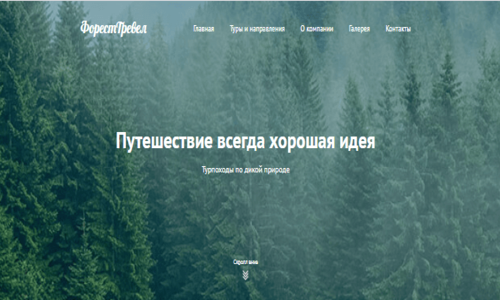 ФорестТревел
Главная Туры и направления О компании Галерея Контакты
Путешествие всегда хорошая идея
Турпоходы по дикой природе
Скролл вниз